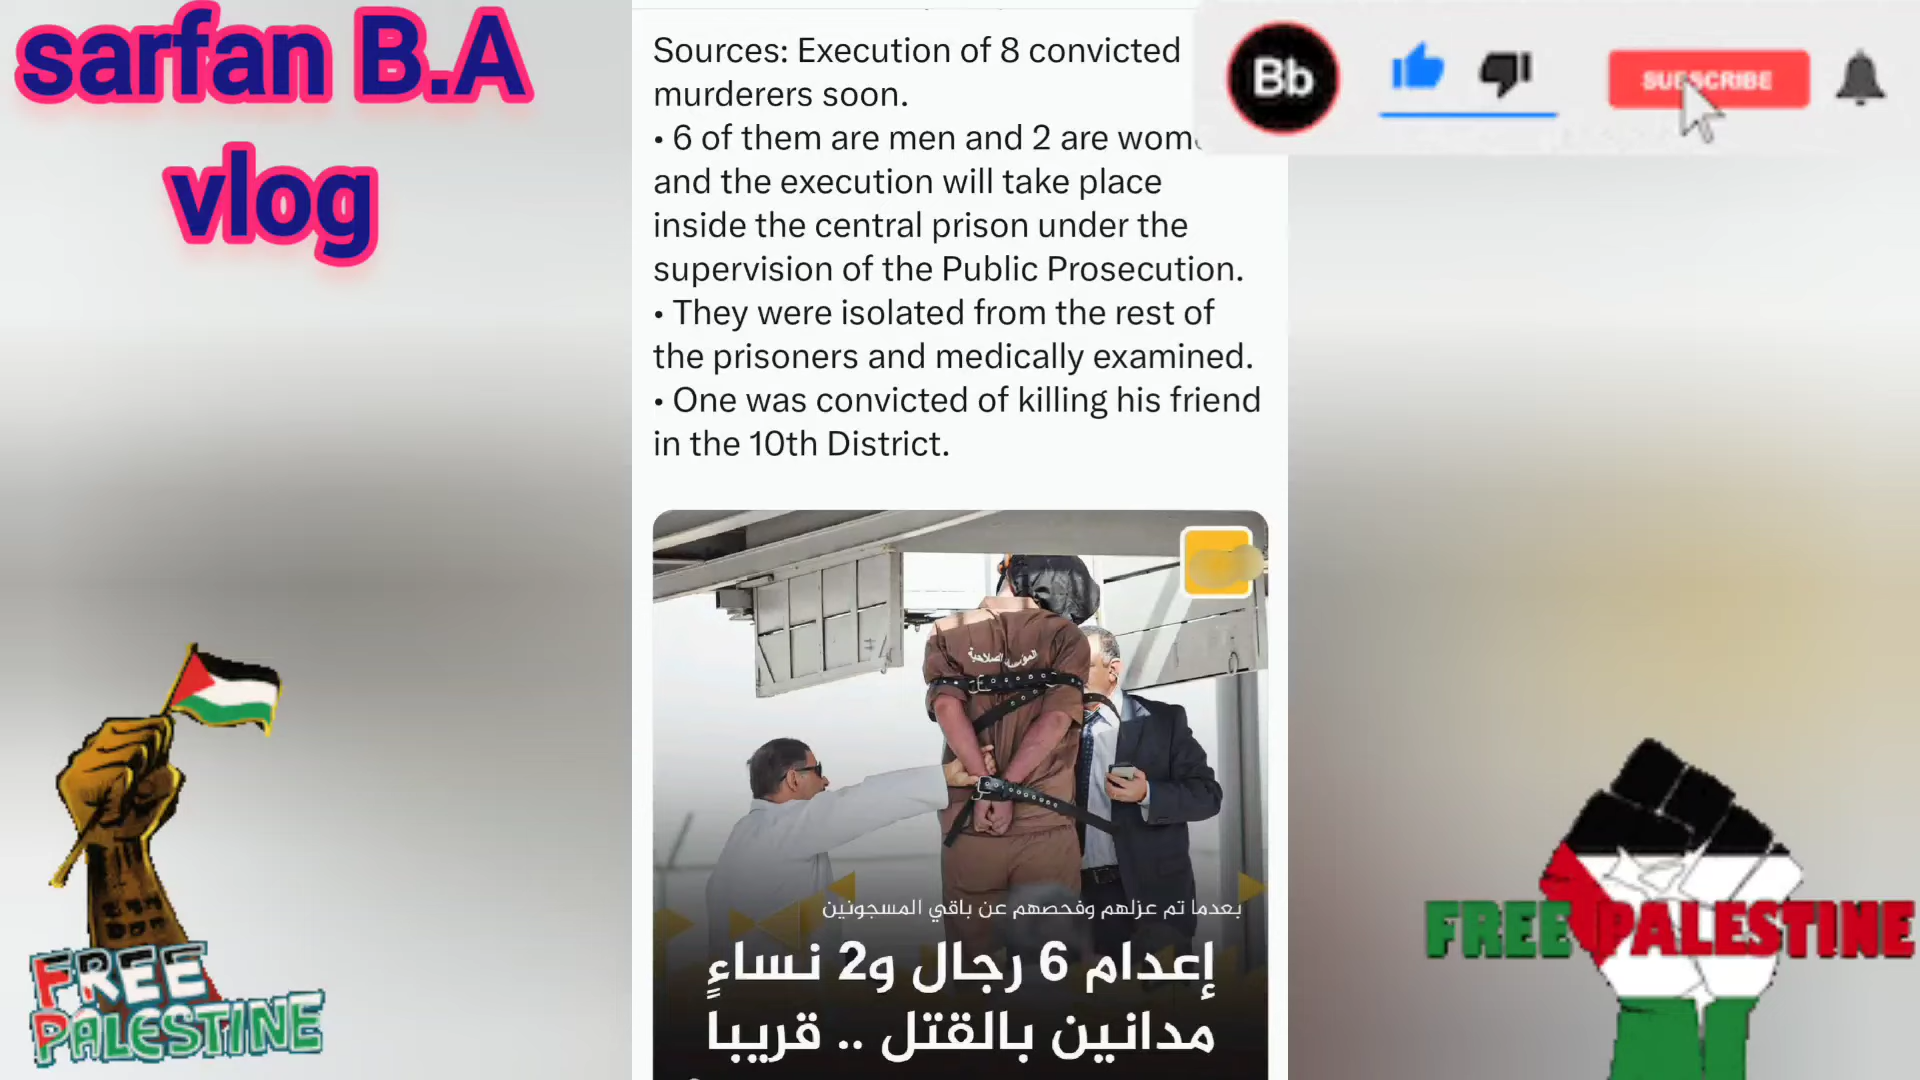 sarfan B.A
vlog
Sources: Execution of 8 convicted
murderers soon.
• 6 of them are men and 2 are
and the execution will take place
inside the central prison under the
supervision of the Public Prosecution.
• They were isolated from the rest of
the prisoners and medically examined.
• One was convicted of killing his friend
in the 10th District.
Bb
SUBSCRIBE
بعدما تم عزلهم وفحصهم عن باقي المسجونين
إعدام 6 رجال و2 نساءٍ
مدانين بالقتل .. قريبا
FREE
PALESTINE
FREE PALESTINE